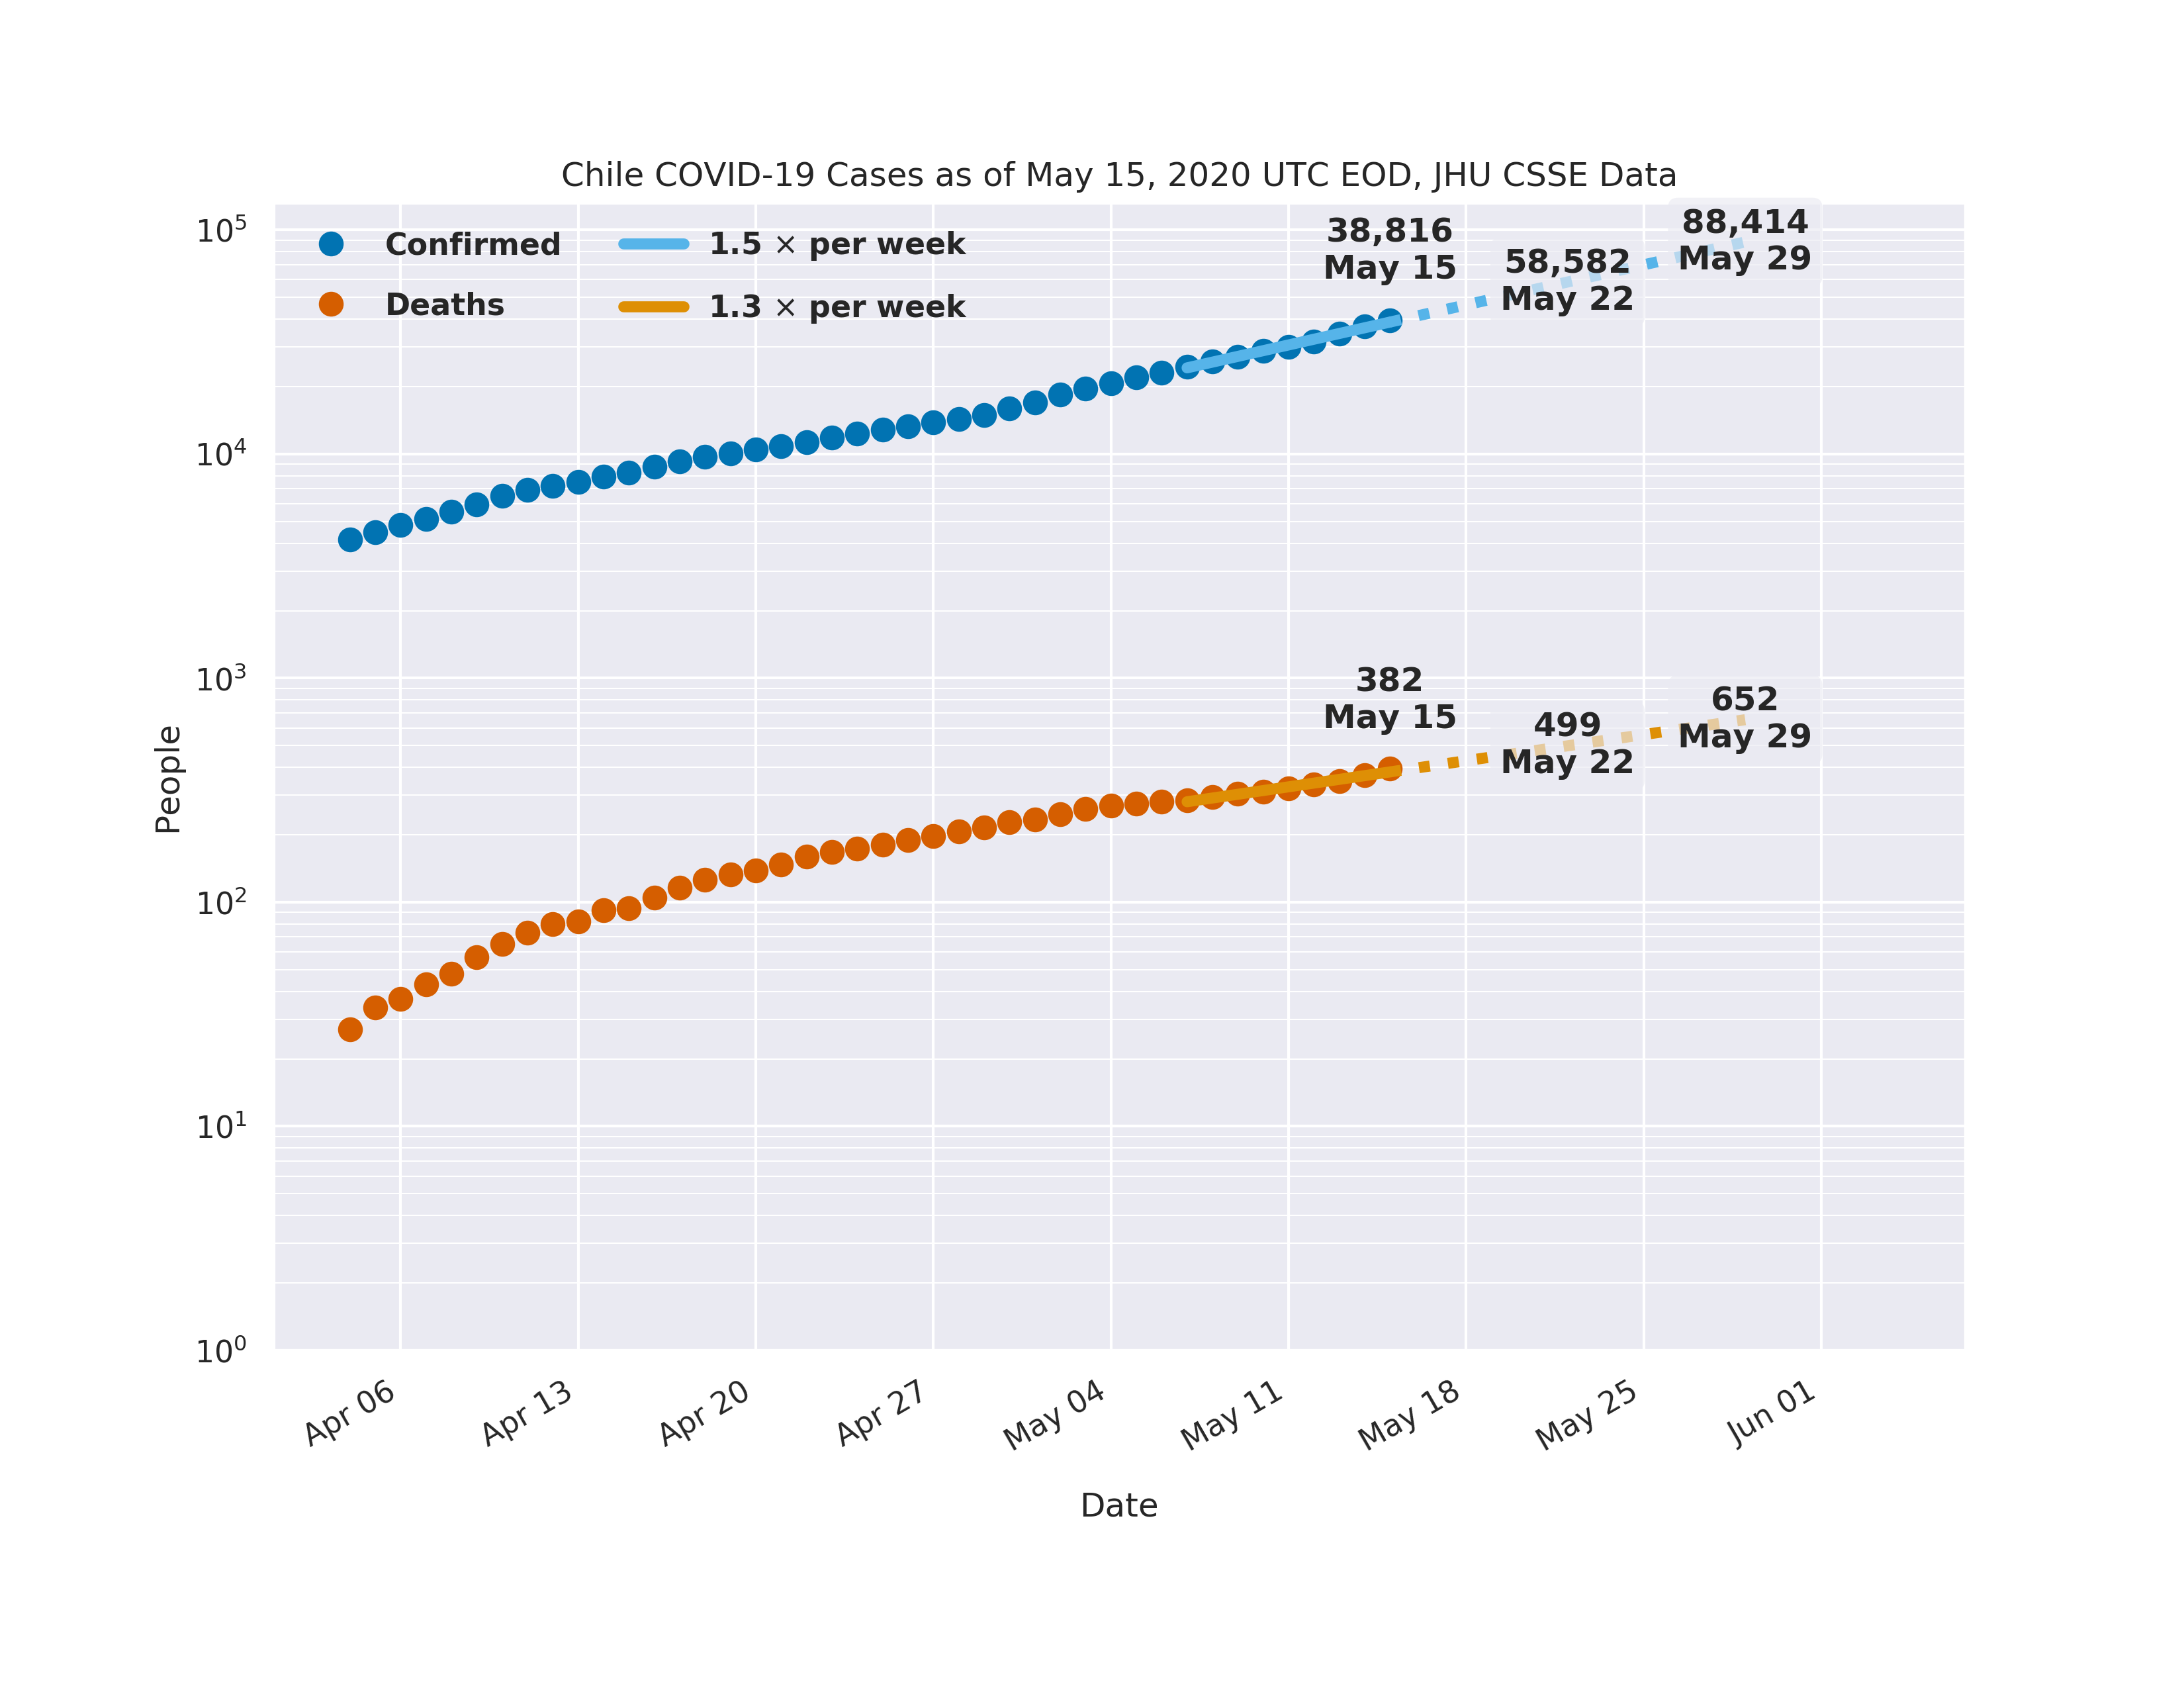 Chile COVID-19 Cases as of May 15, 2020 UTC EOD, JHU CSSE Data
Confirmed
Deaths
1.5 × per week
1.3 × per week
38,816
May 15
58,582
May 22
88,414
May 29
382
May 15
499
May 22
652
May 29
People
10⁵
10⁴
10³
10²
10¹
10⁰
Apr 06
Apr 13
Apr 20
Apr 27
May 04
May 11
May 18
May 25
Jun 01
Date